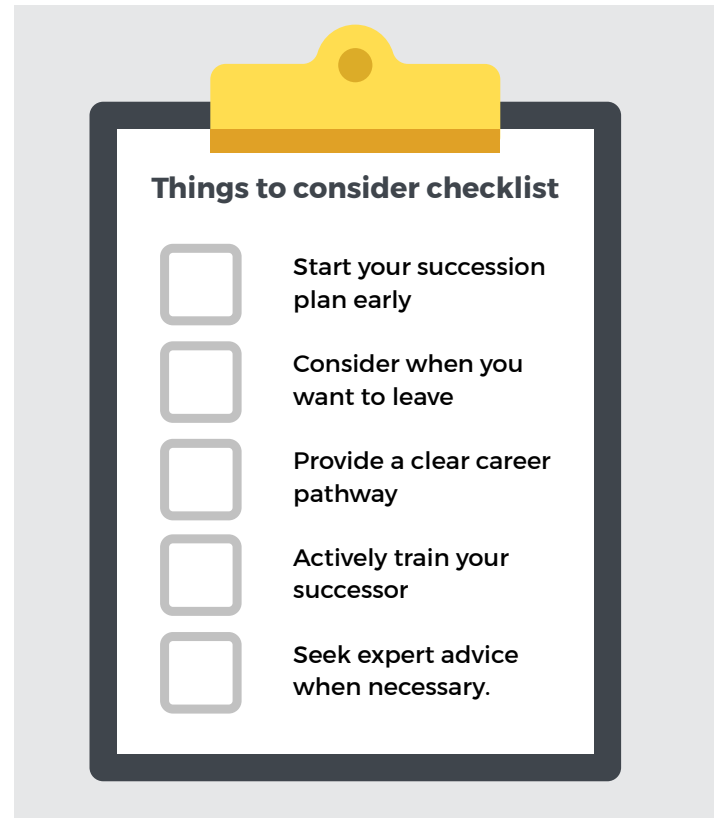 Things to consider checklist
Start your succession
plan early
Consider when you
want to leave
Provide a clear career
pathway
Actively train your
successor
Seek expert advice
when necessary.